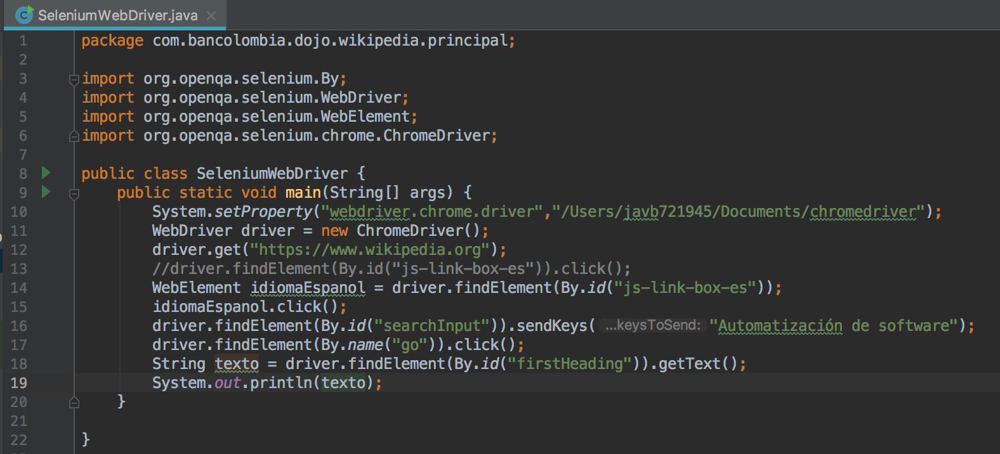 SeleniumWebDriver.java
1 package com.bancolombia.dojo.wikipedia.principal;
2
3 import org.openqa.selenium.By;
4 import org.openqa.selenium.WebDriver;
5 import org.openqa.selenium.WebElement;
6 import org.openqa.selenium.chrome.ChromeDriver;
7
8 public class SeleniumWebDriver {
9 public static void main(String[] args) {
10 System.setProperty("webdriver.chrome.driver","/Users/javb721945/Documents/chromedriver");
11 WebDriver driver = new ChromeDriver();
12 driver.get("https://www.wikipedia.org");
13 //driver.findElement(By.id("js-link-box-es")).click();
14 WebElement idiomaEspanol = driver.findElement(By.id("js-link-box-es"));
15 idiomaEspanol.click();
16 driver.findElement(By.id("searchInput")).sendKeys( ...keysToSend: "Automatización de software");
17 driver.findElement(By.name("go")).click();
18 String texto = driver.findElement(By.id("firstHeading")).getText();
19 System.out.println(texto);
20 }
21
22 }